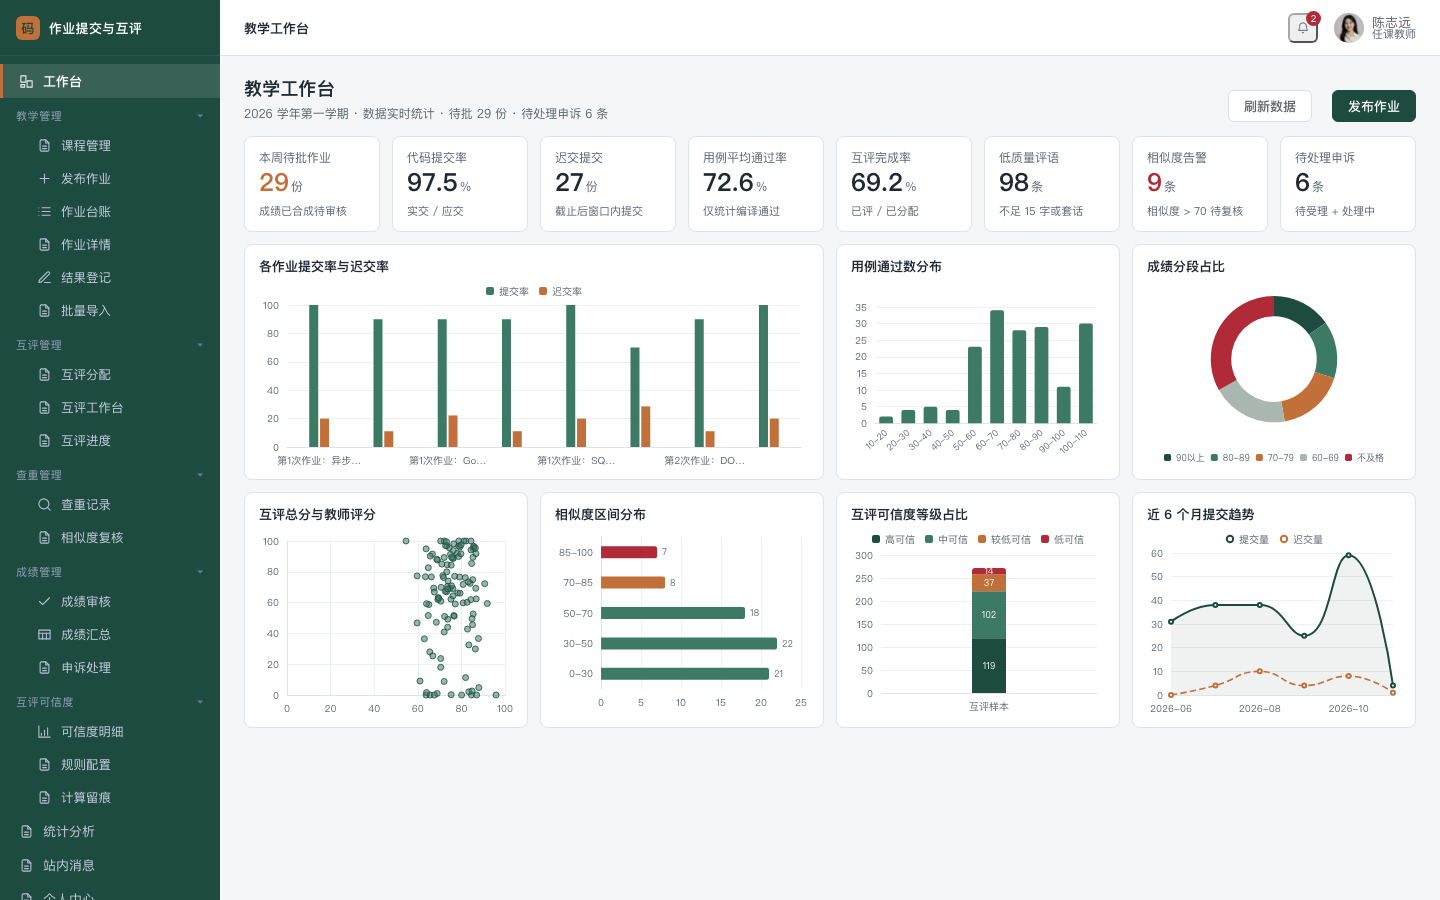 码 作业提交与互评
工作台
教学管理
课程管理
发布作业
作业台账
作业详情
结果登记
批量导入
互评管理
互评分配
互评工作台
互评进度
查重管理
查重记录
相似度复核
成绩管理
成绩审核
成绩汇总
申诉处理
互评可信度
可信度明细
规则配置
计算留痕
统计分析
站内消息
个人中心
教学工作台
2
陈志远
任课教师
教学工作台
2026 学年第一学期 · 数据实时统计 · 待批 29 份 · 待处理申诉 6 条
刷新数据
发布作业
本周待批作业
29 份
成绩已合成待审核
代码提交率
97.5 %
实交 / 应交
迟交提交
27 份
截止后窗口内提交
用例平均通过率
72.6 %
仅统计编译通过
互评完成率
69.2 %
已评 / 已分配
低质量评语
98 条
不足 15 字或套话
相似度告警
9 条
相似度 > 70 待复核
待处理申诉
6 条
待受理 + 处理中
各作业提交率与迟交率
提交率 迟交率
100
80
60
40
20
0
第1次作业：异步... 第1次作业：Go... 第1次作业：SQ... 第2次作业：DO...
用例通过数分布
35
30
25
20
15
10
5
0
10–20 20–30 30–40 40–50 50–60 60–70 70–80 80–90 90–100 100–110
成绩分段占比
90以上 80–89 70–79 60–69 不及格
互评总分与教师评分
100
80
60
40
20
0
0 20 40 60 80 100
相似度区间分布
85–100 7
70–85 8
50–70 18
30–50 22
0–30 21
0 5 10 15 20 25
互评可信度等级占比
高可信 中可信 较低可信 低可信
300
250
200
150
100
50
0
14
37
102
119
互评样本
近 6 个月提交趋势
提交量 迟交量
60
50
40
30
20
10
0
2026–06 2026–08 2026–10